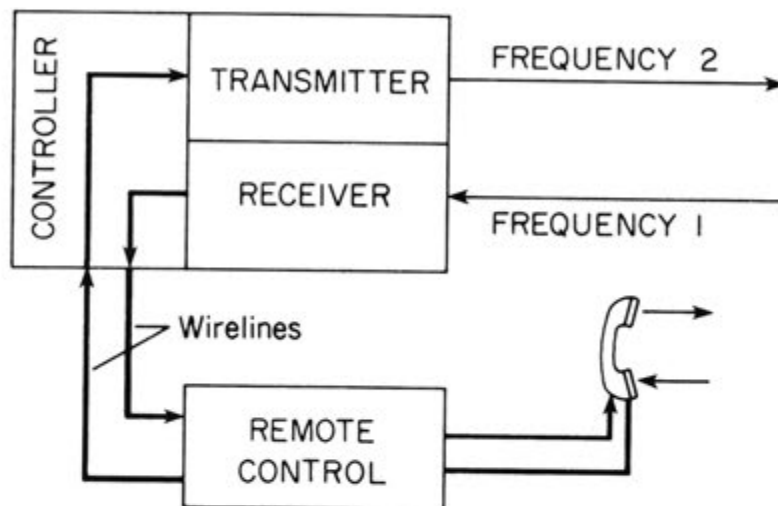 CONTROLLER
TRANSMITTER
FREQUENCY 2
RECEIVER
FREQUENCY 1
Wirelines
REMOTE
CONTROL